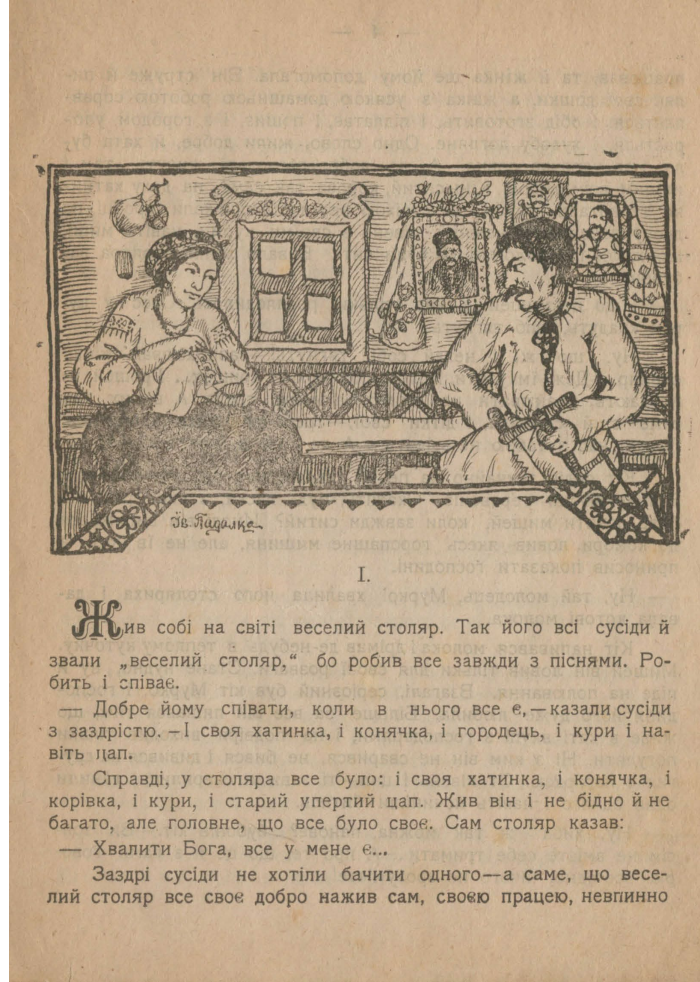 Ів. Падалка
I.
Жив собі на світі веселий столяр. Так його всі сусіди й
звали „веселий столяр,“ бо робив все завжди з піснями. Ро-
бить і співає.
— Добре йому співати, коли в нього все є,—казали сусіди
з заздрістю.–І своя хатинка, і конячка, і городець, і кури і на-
віть цап.
Справді, у столяра все було: і своя хатинка, і конячка, і
корівка, і кури, і старий упертий цап. Жив він і не бідно й не
багато, але головне, що все було своє. Сам столяр казав:
— Хвалити Бога, все у мене є...
Заздрі сусіди не хотіли бачити одного—а саме, що весе-
лий столяр все своє добро нажив сам, своєю працею, невпинно